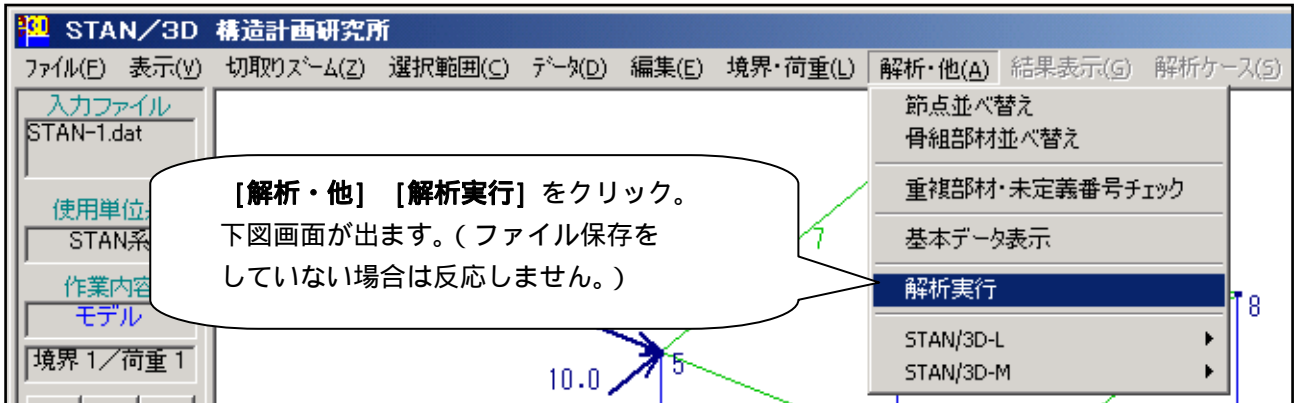 STAN／3D 構造計画研究所
ﾌｧｲﾙ(F) 表示(V) 切取りｽﾞｰﾑ(Z) 選択範囲(C) ﾃﾞｰﾀ(D) 編集(E) 境界･荷重(L) 解析･他(A) 結果表示(G) 解析ケース(S)
入力ファイル
STAN-1.dat
使用単位
STAN系
作業内容
モデル
境界 1／荷重 1
[解析・他] [解析実行] をクリック。
下図画面が出ます。( ファイル保存を
していない場合は反応しません。)
節点並べ替え
骨組部材並べ替え
重複部材･未定義番号チェック
基本データ表示
解析実行
STAN/3D-L
STAN/3D-M
7
8
5
10.0